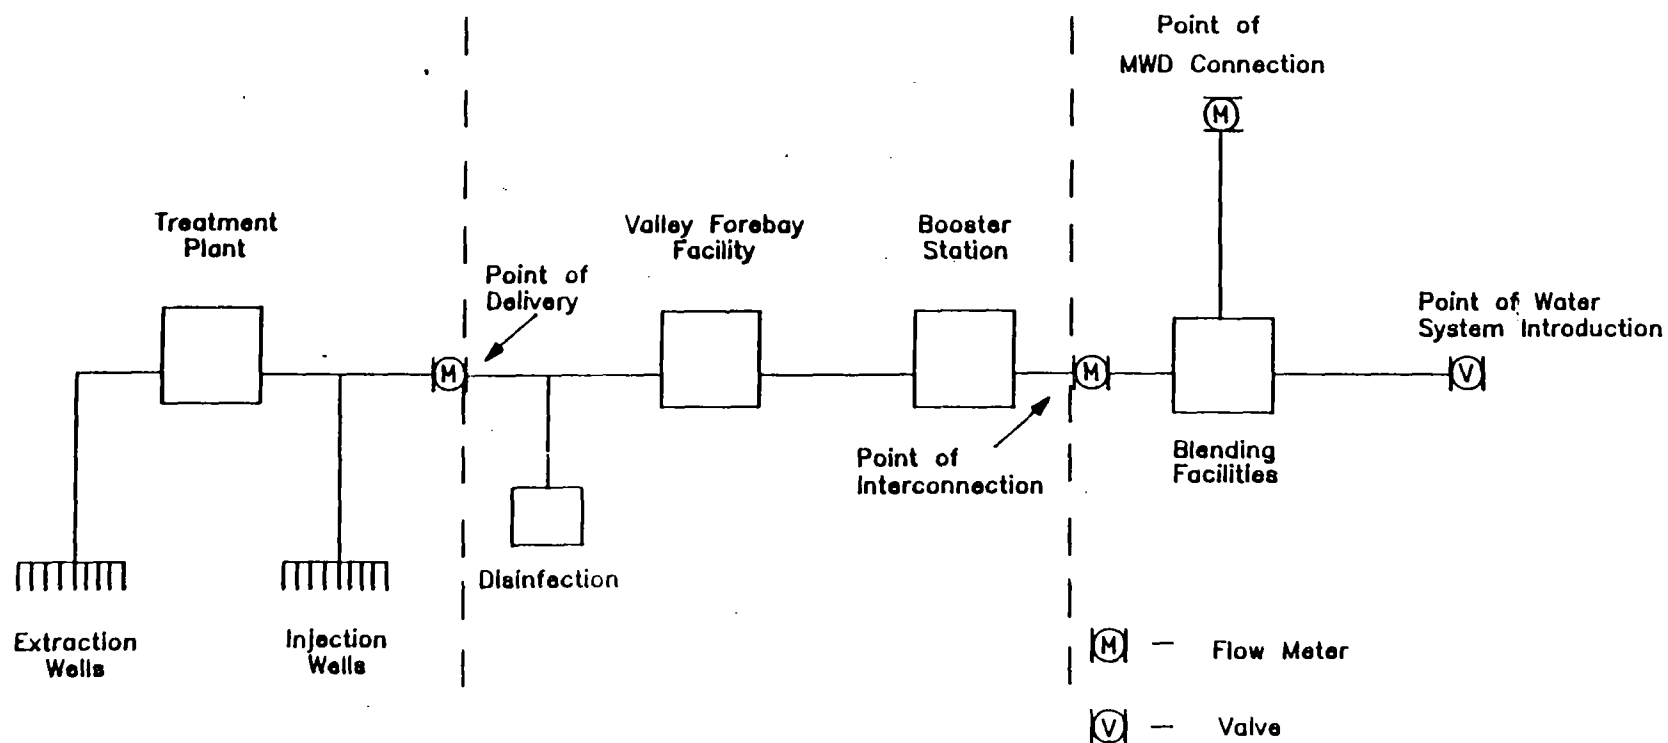 Point of
MWD Connection
M
Treatment
Plant
Valley Forebay
Facility
Booster
Station
Point of
Delivery
Point of Water
System Introduction
M
M
V
Point of
Interconnection
Blending
Facilities
Disinfection
Extraction
Wells
Injection
Wells
M – Flow Meter
V – Valve